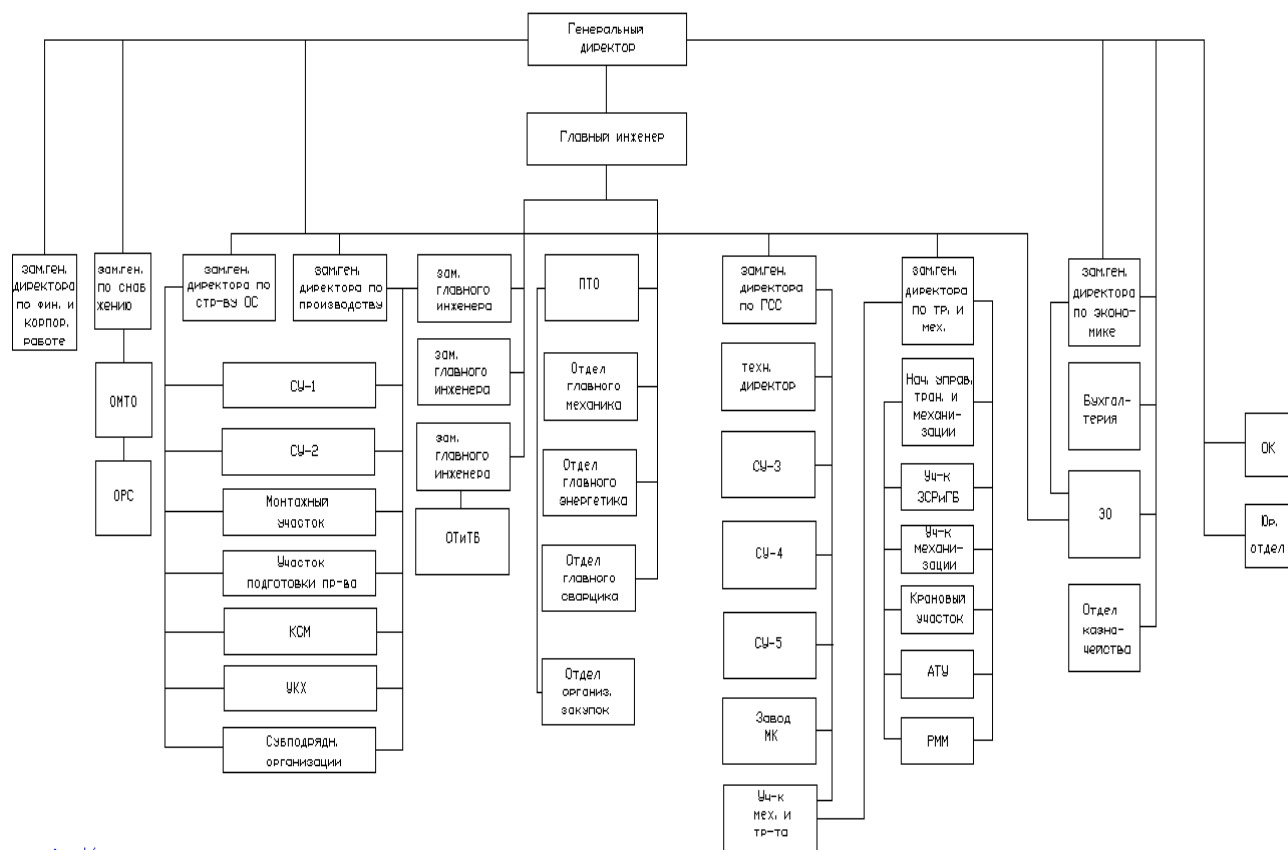 Генеральный
директор
Главный инженер
зам.ген.
директора
по фин. и
корпор.
работе
зам.ген.
по снаб
жению
ОМТО
ОРС
зам.ген.
директора по
стр-ву ОС
зам.ген.
директора по
производству
СУ-1
СУ-2
Монтажный
участок
Участок
подготовки пр-ва
КСМ
УКХ
Субподрядн.
организации
зам.
главного
инженера
зам.
главного
инженера
зам.
главного
инженера
ОТиТБ
ПТО
Отдел
главного
механика
Отдел
главного
энергетика
Отдел
главного
сварщика
Отдел
организ.
закупок
зам.ген.
директора
по ГСС
техн.
директор
СУ-3
СУ-4
СУ-5
Завод
МК
Уч-к
мех. и
тр-та
зам.ген.
директора
по тр. и
мех.
Нач. управ.
тран. и
механи-
зации
Уч-к
ЗСРиГБ
Уч-к
механи-
зации
Крановый
участок
АТУ
РММ
зам.ген.
директора
по эконо-
мике
Бухгал-
терия
ЭО
Отдел
казна-
чейства
ОК
Юр.
отдел